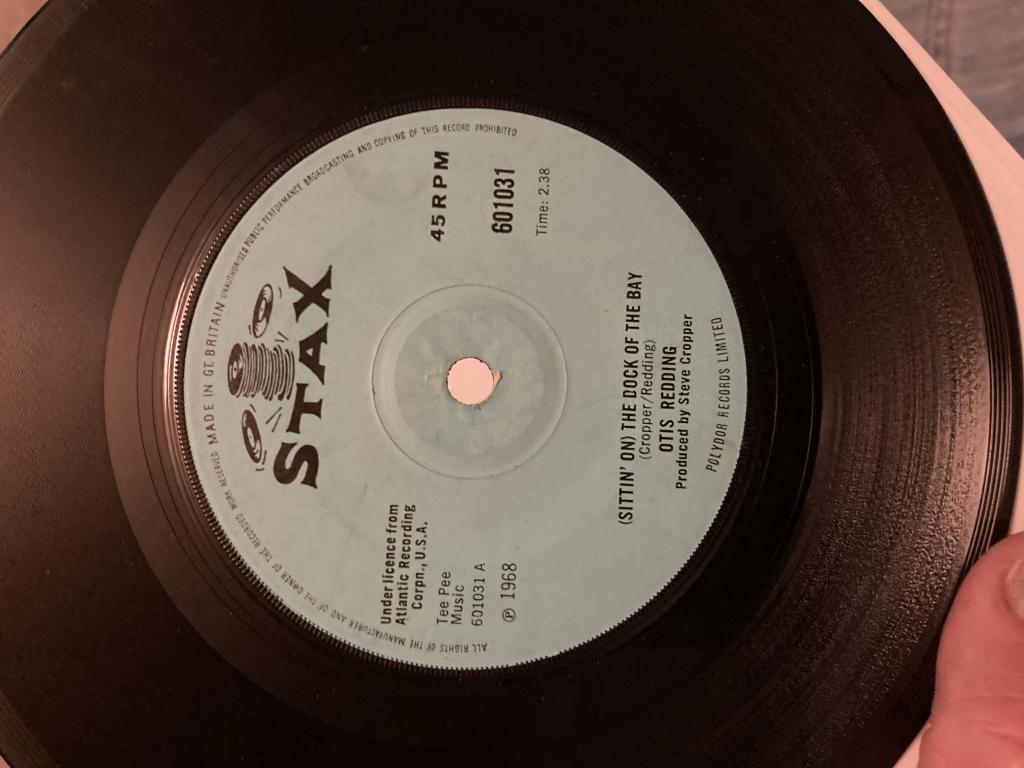 ALL RIGHTS OF THE MANUFACTURER AND OF THE OWNER OF THE RECORDED WORK RESERVED MADE IN GT. BRITAIN UNAUTHORISED PUBLIC PERFORMANCE BROADCASTING AND COPYING OF THIS RECORD PROHIBITED
STAX
Under licence from
Atlantic Recording
Corpn., U.S.A.
Tee Pee
Music
601031 A
℗ 1968
45 RPM
601031
Time: 2.38
(SITTIN' ON) THE DOCK OF THE BAY
(Cropper/Redding)
OTIS REDDING
Produced by Steve Cropper
POLYDOR RECORDS LIMITED